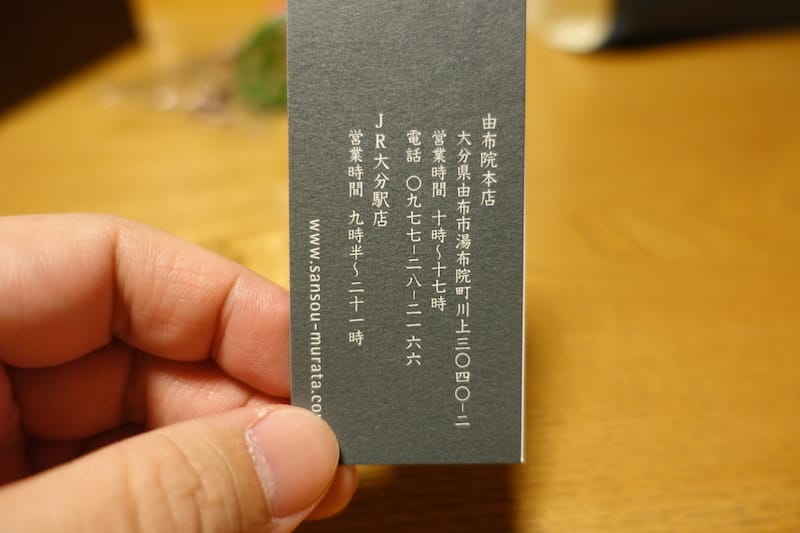 由布院本店
大分県由布市湯布院町川上三〇四〇−二
営業時間 十時〜十七時
電話 〇九七七−二八−二一六六
JR大分駅店
営業時間 九時半〜二十一時
www.sansou-murata.co